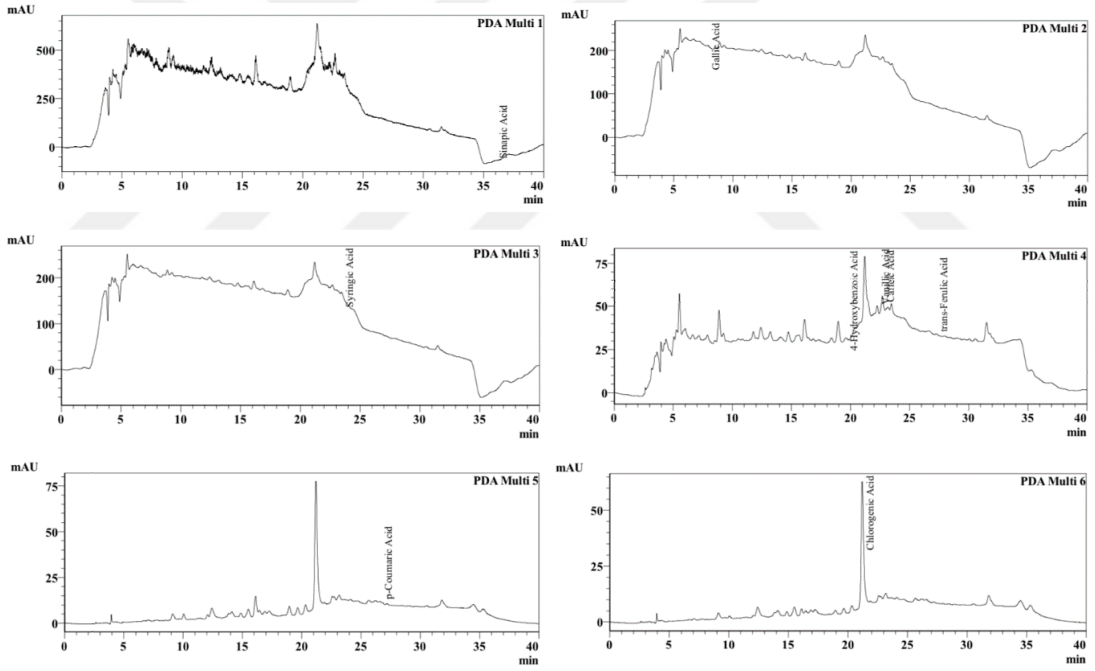 mAU
PDA Multi 1
500
250
0
Sinapic Acid
0 5 10 15 20 25 30 35 40
min
mAU
PDA Multi 2
200
100
0
Gallic Acid
0 5 10 15 20 25 30 35 40
min
mAU
PDA Multi 3
200
100
0
Syringic Acid
0 5 10 15 20 25 30 35 40
min
mAU
PDA Multi 4
75
50
25
0
4-Hydroxybenzoic Acid
Vanillic Acid
Caffeic Acid
trans-Ferulic Acid
0 5 10 15 20 25 30 35 40
min
mAU
PDA Multi 5
75
50
25
0
p-Coumaric Acid
0 5 10 15 20 25 30 35 40
min
mAU
PDA Multi 6
50
25
0
Chlorogenic Acid
0 5 10 15 20 25 30 35 40
min